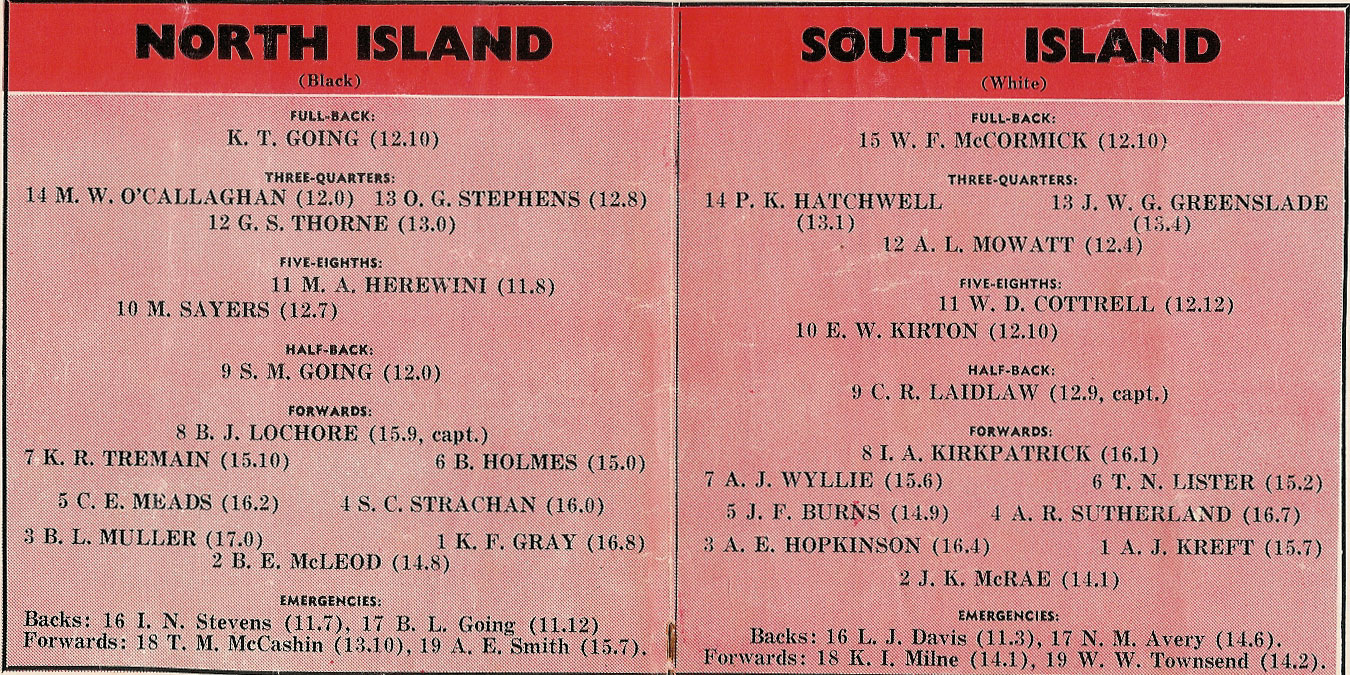 NORTH ISLAND
(Black)
FULL-BACK:
K. T. GOING (12.10)
THREE-QUARTERS:
14 M. W. O'CALLAGHAN (12.0) 13 O. G. STEPHENS (12.8)
12 G. S. THORNE (13.0)
FIVE-EIGHTHS:
11 M. A. HEREWINI (11.8)
10 M. SAYERS (12.7)
HALF-BACK:
9 S. M. GOING (12.0)
FORWARDS:
8 B. J. LOCHORE (15.9, capt.)
7 K. R. TREMAIN (15.10) 6 B. HOLMES (15.0)
5 C. E. MEADS (16.2) 4 S. C. STRACHAN (16.0)
3 B. L. MULLER (17.0) 1 K. F. GRAY (16.8)
2 B. E. McLEOD (14.8)
EMERGENCIES:
Backs: 16 I. N. Stevens (11.7), 17 B. L. Going (11.12)
Forwards: 18 T. M. McCashin (13.10), 19 A. E. Smith (15.7).
SOUTH ISLAND
(White)
FULL-BACK:
15 W. F. McCORMICK (12.10)
THREE-QUARTERS:
14 P. K. HATCHWELL 13 J. W. G. GREENSLADE
(13.1) (13.4)
12 A. L. MOWATT (12.4)
FIVE-EIGHTHS:
11 W. D. COTTRELL (12.12)
10 E. W. KIRTON (12.10)
HALF-BACK:
9 C. R. LAIDLAW (12.9, capt.)
FORWARDS:
8 I. A. KIRKPATRICK (16.1)
7 A. J. WYLLIE (15.6) 6 T. N. LISTER (15.2)
5 J. F. BURNS (14.9) 4 A. R. SUTHERLAND (16.7)
3 A. E. HOPKINSON (16.4) 1 A. J. KREFT (15.7)
2 J. K. McRAE (14.1)
EMERGENCIES:
Backs: 16 L. J. Davis (11.3), 17 N. M. Avery (14.6).
Forwards: 18 K. I. Milne (14.1), 19 W. W. Townsend (14.2).